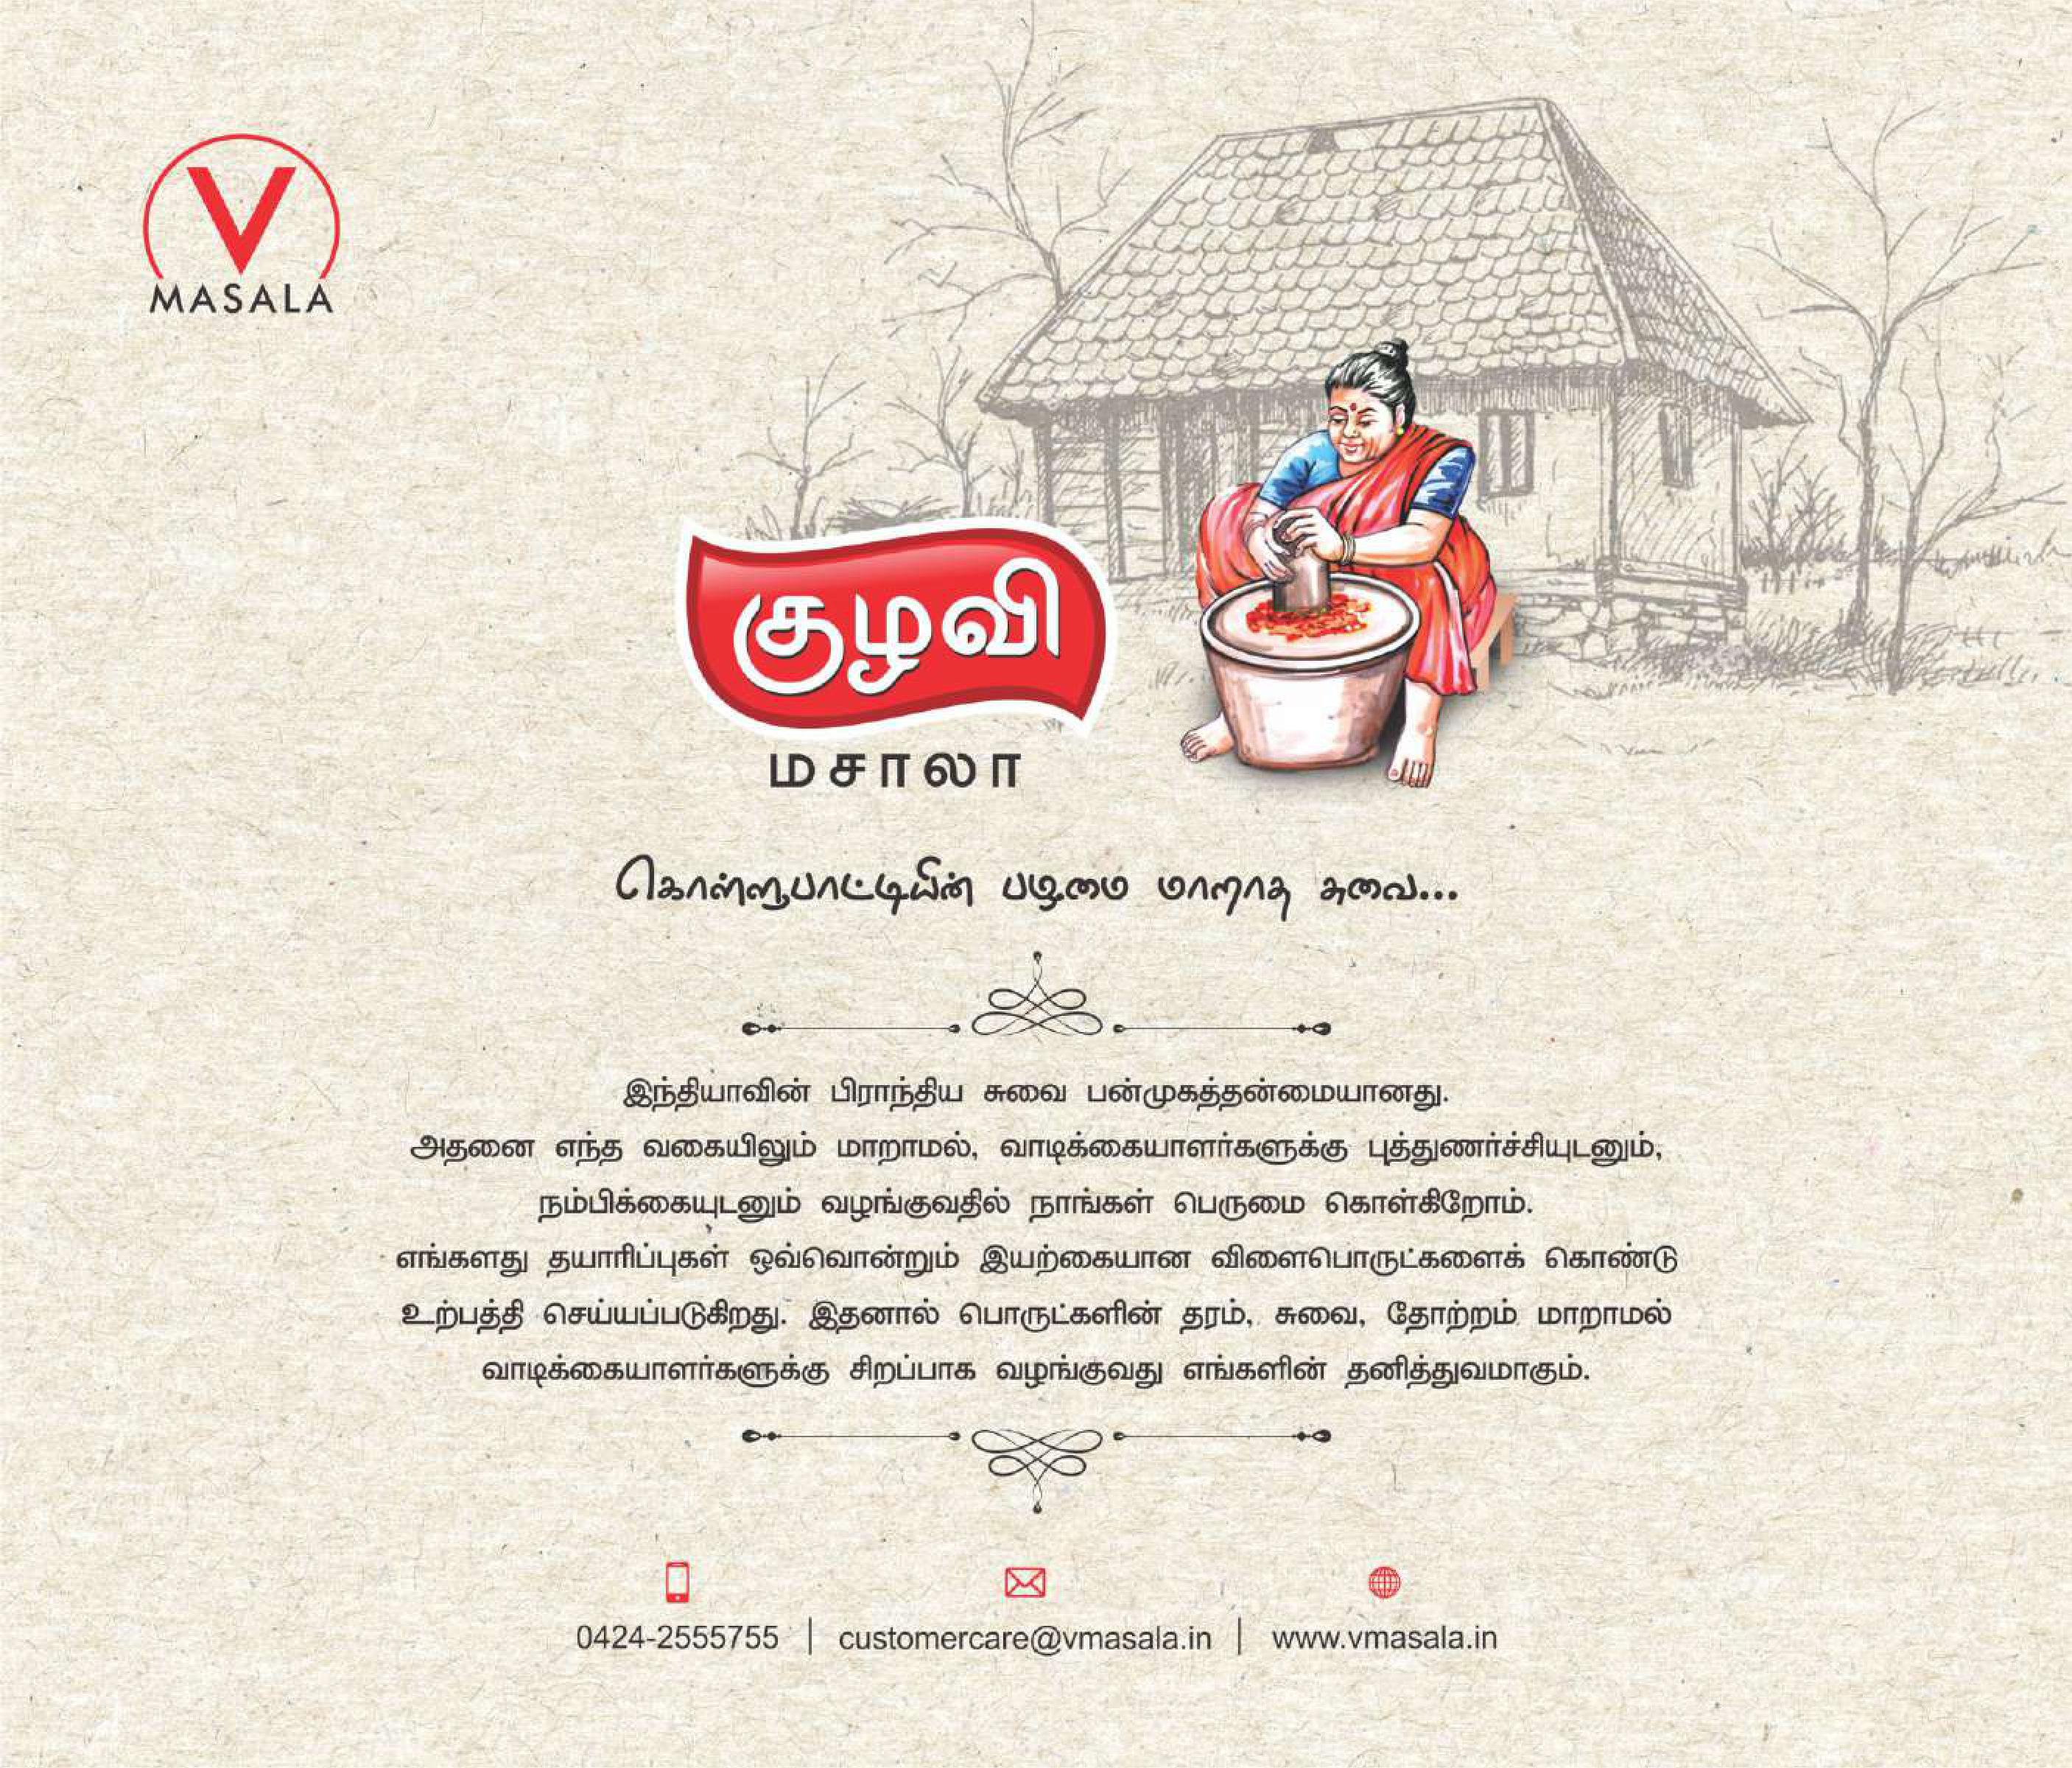 V
MASALA
குழவி
மசாலா
கொள்ளுபாட்டியின் பழமை மாறாத சுவை...
இந்தியாவின் பிராந்திய சுவை பன்முகத்தன்மையானது.
அதனை எந்த வகையிலும் மாறாமல், வாடிக்கையாளர்களுக்கு புத்துணர்ச்சியுடனும்,
நம்பிக்கையுடனும் வழங்குவதில் நாங்கள் பெருமை கொள்கிறோம்.
எங்களது தயாரிப்புகள் ஒவ்வொன்றும் இயற்கையான விளைபொருட்களைக் கொண்டு
உற்பத்தி செய்யப்படுகிறது. இதனால் பொருட்களின் தரம், சுவை, தோற்றம் மாறாமல்
வாடிக்கையாளர்களுக்கு சிறப்பாக வழங்குவது எங்களின் தனித்துவமாகும்.
0424-2555755 | customercare@vmasala.in | www.vmasala.in